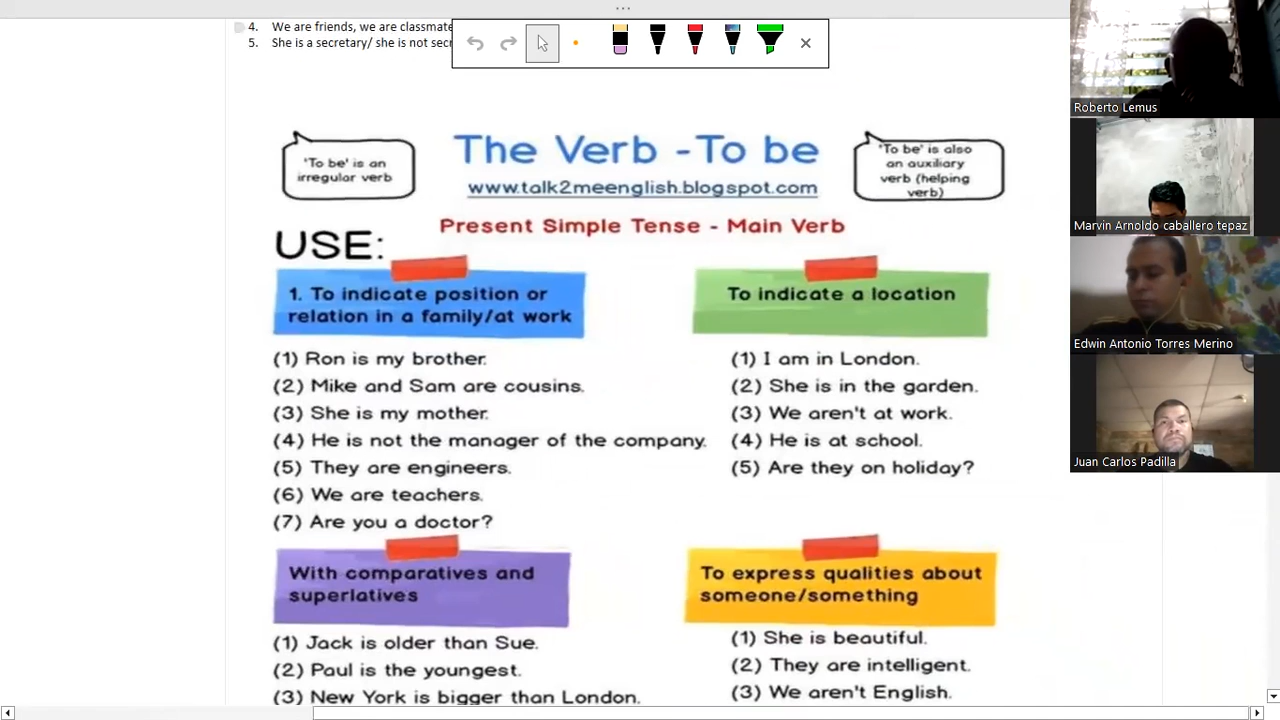 4. We are friends, we are classmate
5. She is a secretary/ she is not secr
'To be' is an
irregular verb
The Verb -To be
www.talk2meenglish.blogspot.com
'To be' is also
an auxiliary
verb (helping
verb)
Present Simple Tense - Main Verb
USE:
1. To indicate position or
relation in a family/at work
(1) Ron is my brother.
(2) Mike and Sam are cousins.
(3) She is my mother.
(4) He is not the manager of the company.
(5) They are engineers.
(6) We are teachers.
(7) Are you a doctor?
To indicate a location
(1) I am in London.
(2) She is in the garden.
(3) We aren't at work.
(4) He is at school.
(5) Are they on holiday?
With comparatives and
superlatives
(1) Jack is older than Sue.
(2) Paul is the youngest.
(3) New York is bigger than London.
To express qualities about
someone/something
(1) She is beautiful.
(2) They are intelligent.
(3) We aren't English.
Roberto Lemus
Marvin Arnoldo caballero tepaz
Edwin Antonio Torres Merino
Juan Carlos Padilla